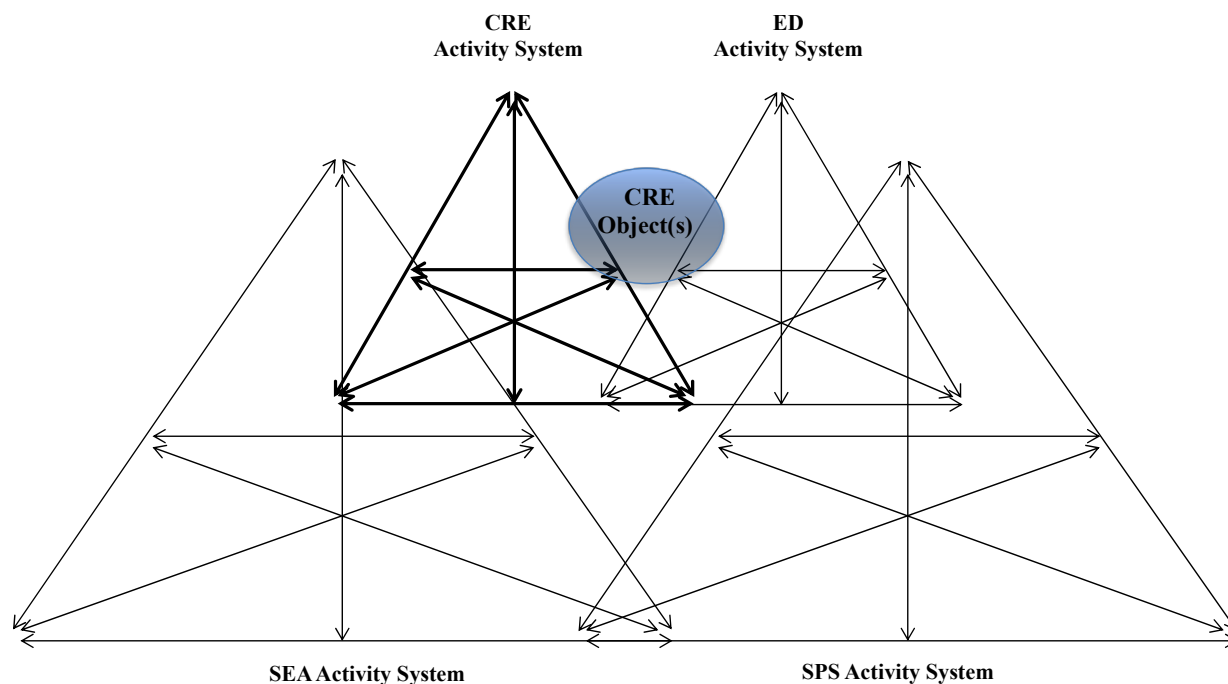 CRE
Activity System
ED
Activity System
CRE
Object(s)
SEA Activity System
SPS Activity System